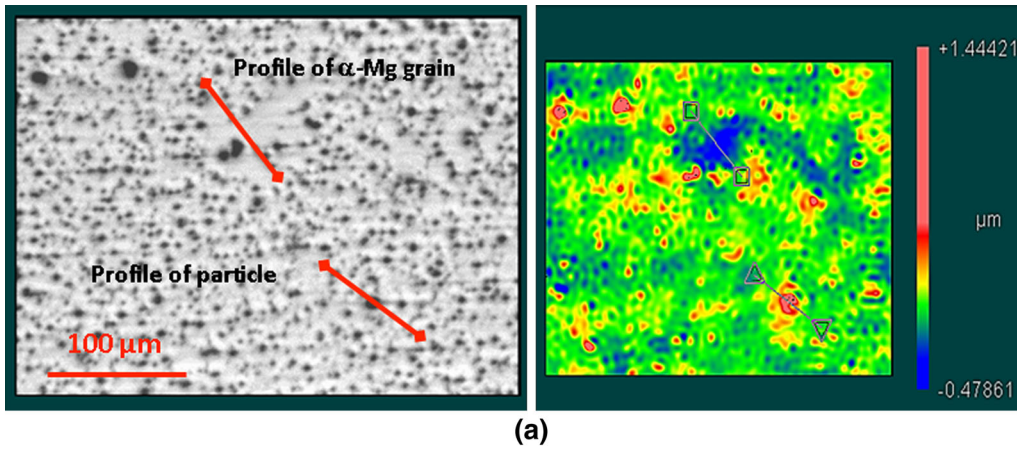 Profile of α-Mg grain
Profile of particle
100 µm
+1.44421
µm
-0.47861
(a)